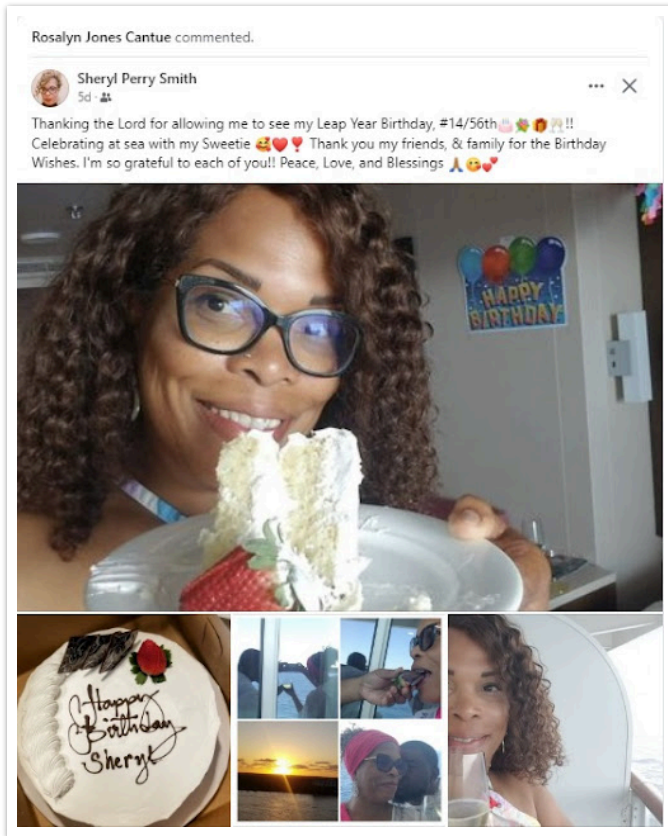 Rosalyn Jones Cantue commented.
Sheryl Perry Smith
5d ·
Thanking the Lord for allowing me to see my Leap Year Birthday, #14/56th🎂💐🎁🥂!!
Celebrating at sea with my Sweetie 🥰❤️❣️ Thank you my friends, & family for the Birthday
Wishes. I'm so grateful to each of you!! Peace, Love, and Blessings 🙏🏾😋💕
HAPPY
BIRTHDAY
Happy
Birthday
Sheryl